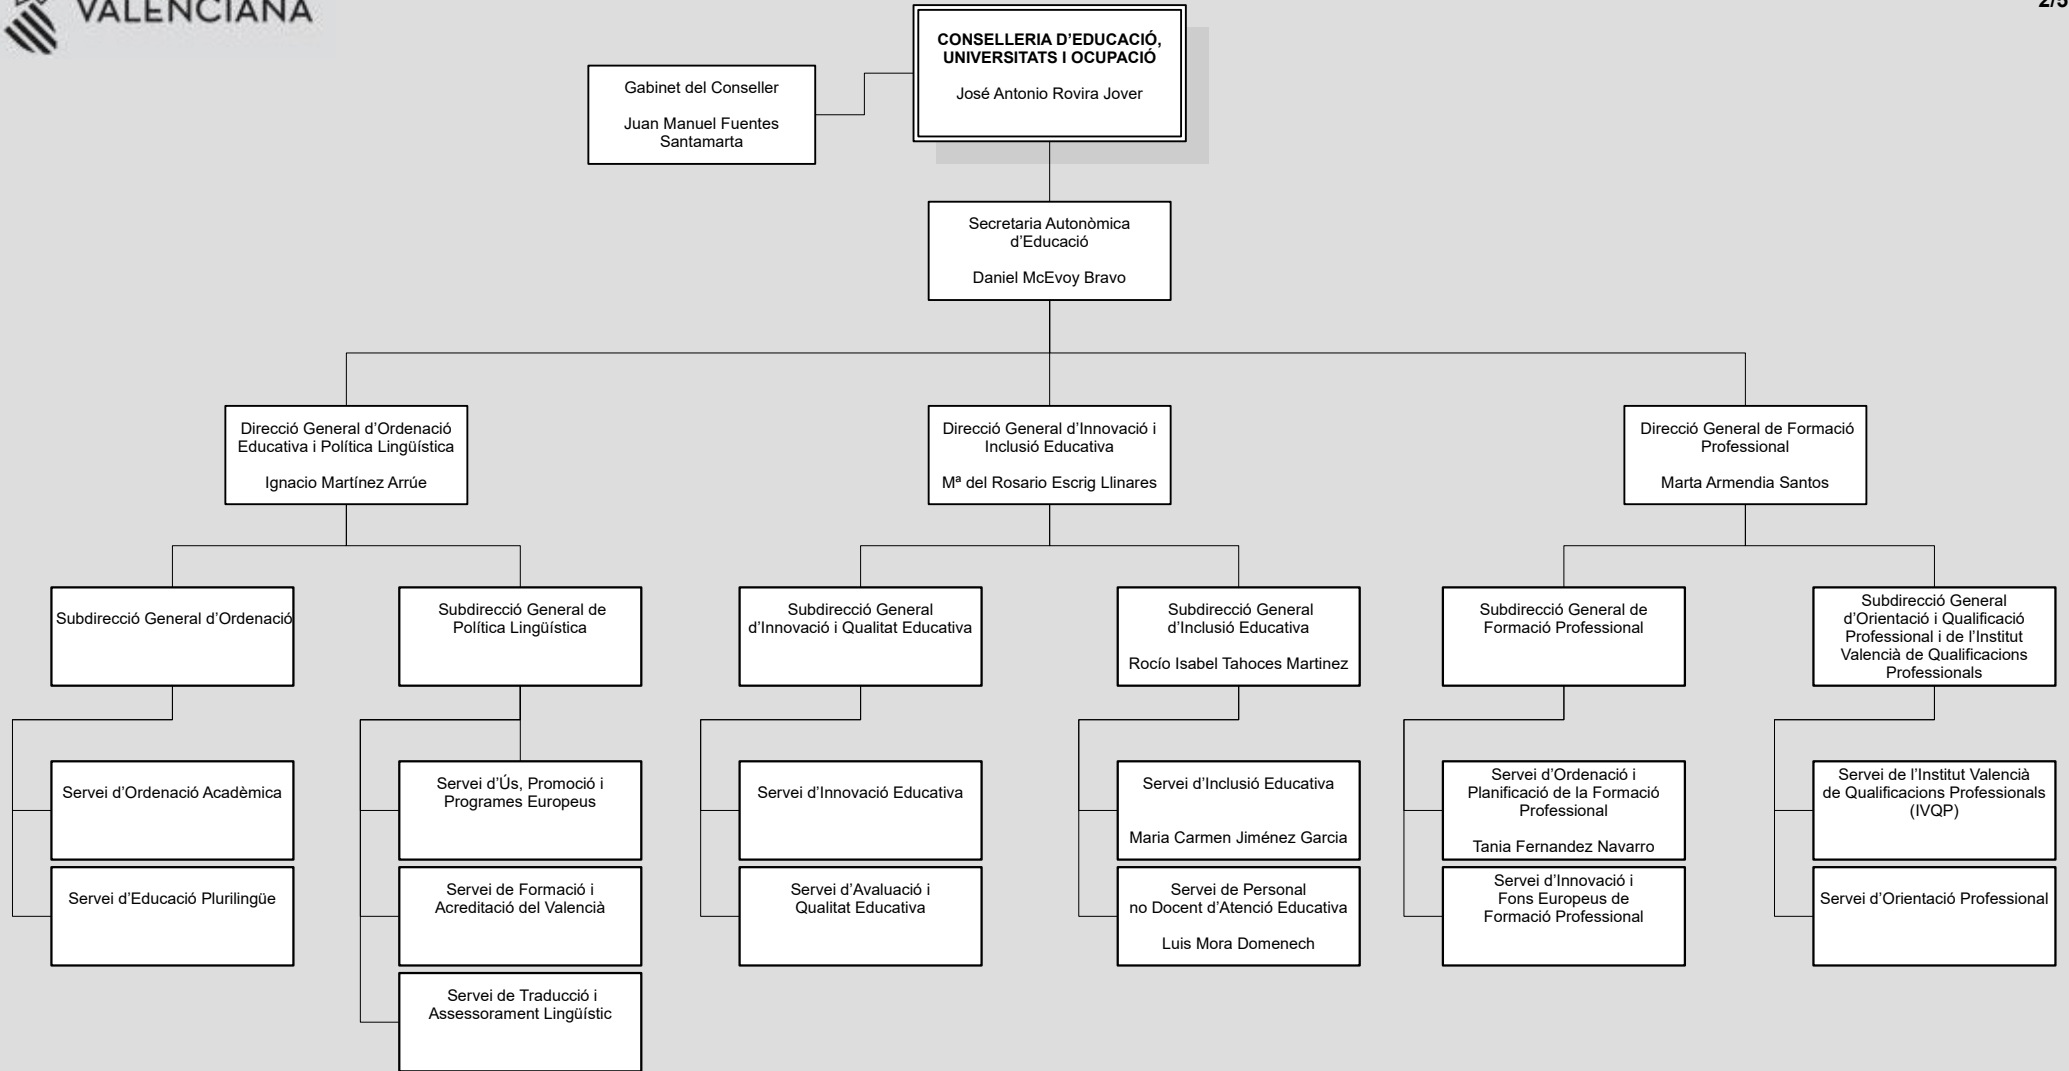 VALENCIANA
2/5
CONSELLERIA D’EDUCACIÓ,
UNIVERSITATS I OCUPACIÓ
José Antonio Rovira Jover
Gabinet del Conseller
Juan Manuel Fuentes
Santamarta
Secretaria Autonòmica
d’Educació
Daniel McEvoy Bravo
Direcció General d’Ordenació
Educativa i Política Lingüística
Ignacio Martínez Arrúe
Direcció General d’Innovació i
Inclusió Educativa
Mª del Rosario Escrig Llinares
Direcció General de Formació
Professional
Marta Armendia Santos
Subdirecció General d’Ordenació
Subdirecció General de
Política Lingüística
Subdirecció General
d’Innovació i Qualitat Educativa
Subdirecció General
d’Inclusió Educativa
Rocío Isabel Tahoces Martinez
Subdirecció General de
Formació Professional
Subdirecció General
d’Orientació i Qualificació
Professional i de l’Institut
Valencià de Qualificacions
Professionals
Servei d’Ordenació Acadèmica
Servei d’Ús, Promoció i
Programes Europeus
Servei d’Innovació Educativa
Servei d’Inclusió Educativa
Maria Carmen Jiménez Garcia
Servei d’Ordenació i
Planificació de la Formació
Professional
Tania Fernandez Navarro
Servei de l’Institut Valencià
de Qualificacions Professionals
(IVQP)
Servei d’Educació Plurilingüe
Servei de Formació i
Acreditació del Valencià
Servei d’Avaluació i
Qualitat Educativa
Servei de Personal
no Docent d’Atenció Educativa
Luis Mora Domenech
Servei d’Innovació i
Fons Europeus de
Formació Professional
Servei d’Orientació Professional
Servei de Traducció i
Assessorament Lingüístic